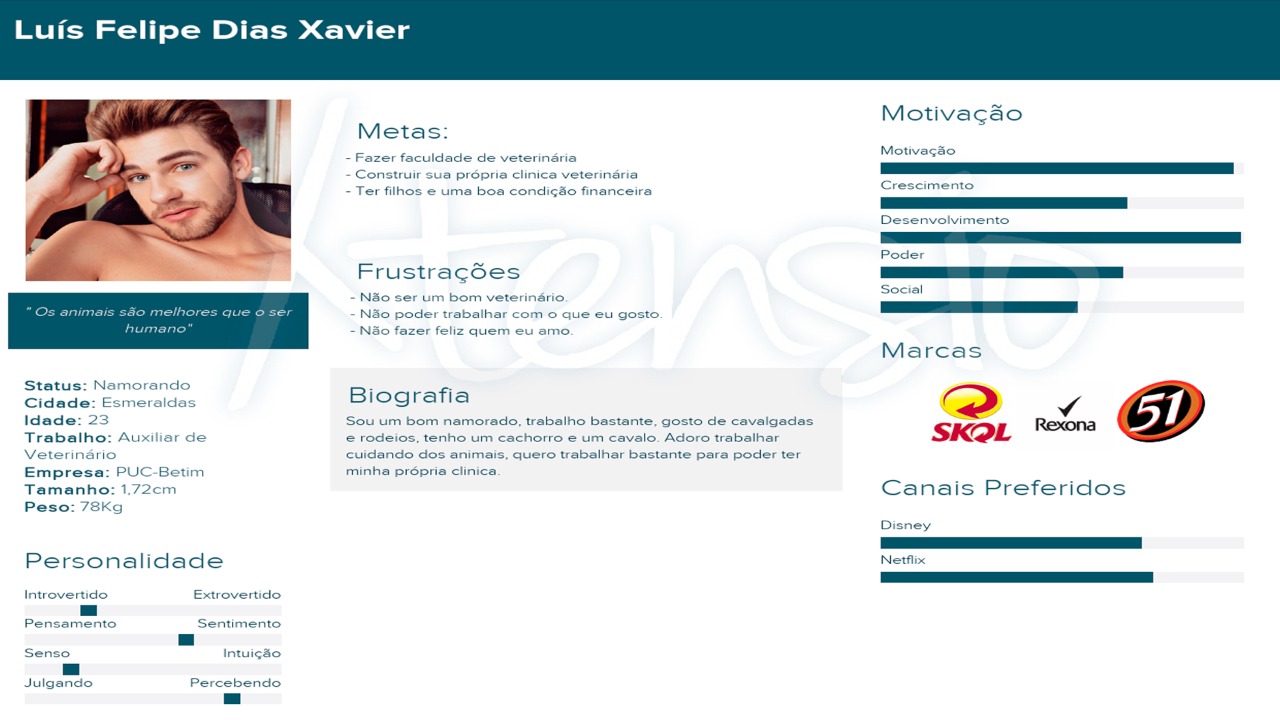 Luís Felipe Dias Xavier
" Os animais são melhores que o ser
humano"
Status: Namorando
Cidade: Esmeraldas
Idade: 23
Trabalho: Auxiliar de
Veterinário
Empresa: PUC-Betim
Tamanho: 1,72cm
Peso: 78Kg
Personalidade
Introvertido Extrovertido
Pensamento Sentimento
Senso Intuição
Julgando Percebendo
Metas:
- Fazer faculdade de veterinária
- Construir sua própria clinica veterinária
- Ter filhos e uma boa condição financeira
Frustrações
- Não ser um bom veterinário.
- Não poder trabalhar com o que eu gosto.
- Não fazer feliz quem eu amo.
Biografia
Sou um bom namorado, trabalho bastante, gosto de cavalgadas
e rodeios, tenho um cachorro e um cavalo. Adoro trabalhar
cuidando dos animais, quero trabalhar bastante para poder ter
minha própria clinica.
Motivação
Motivação
Crescimento
Desenvolvimento
Poder
Social
Marcas
SKOL
Rexona
51
Canais Preferidos
Disney
Netflix
Xtensio